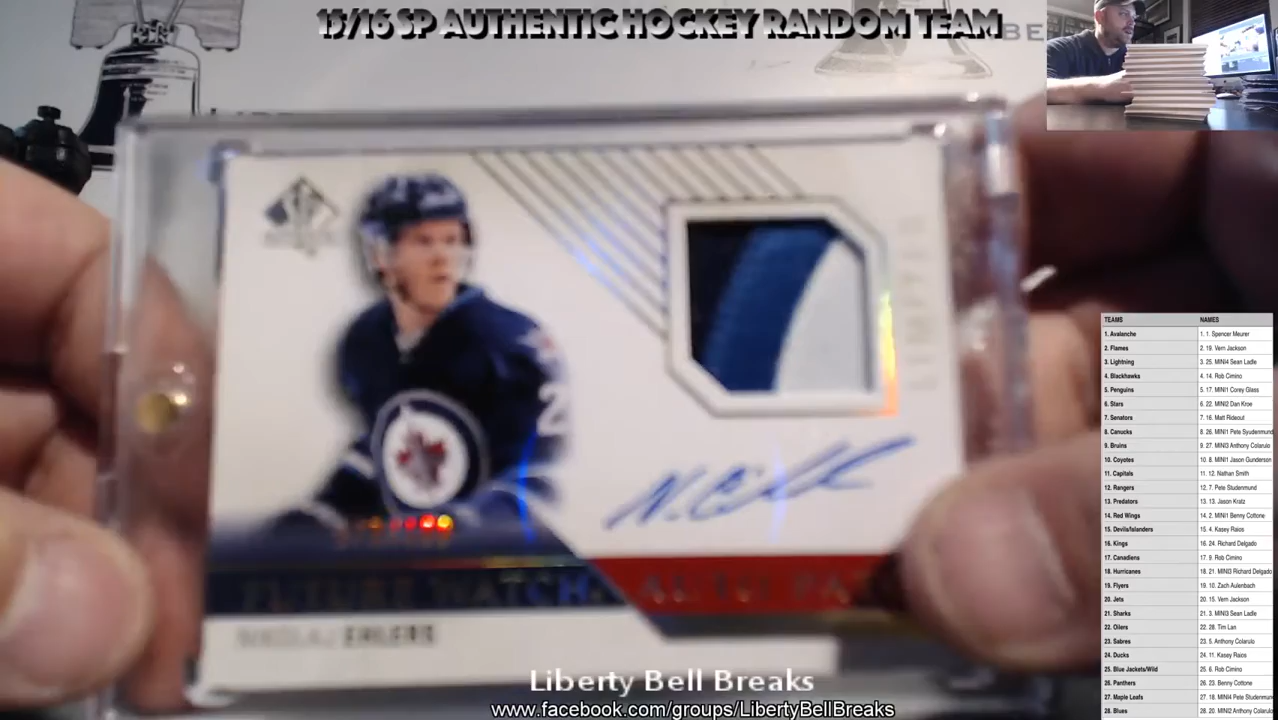 15/16 SP AUTHENTIC HOCKEY RANDOM TEAM
TEAMS NAMES
1. Avalanche 1. 1. Spencer Meurer
2. Flames 2. 19. Vern Jackson
3. Lightning 3. 25. MINI4 Sean Ladle
4. Blackhawks 4. 14. Rob Cimino
5. Penguins 5. 17. MINI1 Corey Glass
6. Stars 6. 22. MINI2 Dan Kroe
7. Senators 7. 16. Matt Rideout
8. Canucks 8. 26. MINI1 Pete Syudenmund
9. Bruins 9. 27. MINI3 Anthony Colarulo
10. Coyotes 10. 8. MINI1 Jason Gunderson
11. Capitals 11. 12. Nathan Smith
12. Rangers 12. 7. Pete Studenmund
13. Predators 13. 13. Jason Kratz
14. Red Wings 14. 2. MINI1 Benny Cottone
15. Devils/Islanders 15. 4. Kasey Raios
16. Kings 16. 24. Richard Delgado
17. Canadiens 17. 9. Rob Cimino
18. Hurricanes 18. 21. MINI3 Richard Delgado
19. Flyers 19. 10. Zach Aulenbach
20. Jets 20. 15. Vern Jackson
21. Sharks 21. 3. MINI3 Sean Ladle
22. Oilers 22. 28. Tim Lan
23. Sabres 23. 5. Anthony Colarulo
24. Ducks 24. 11. Kasey Raios
25. Blue Jackets/Wild 25. 6. Rob Cimino
26. Panthers 26. 23. Benny Cottone
27. Maple Leafs 27. 18. MINI4 Pete Studenmun
28. Blues 28. 20. MINI2 Anthony Colarulo
NIKOLAJ EHLERS
Liberty Bell Breaks
www.facebook.com/groups/LibertyBellBreaks